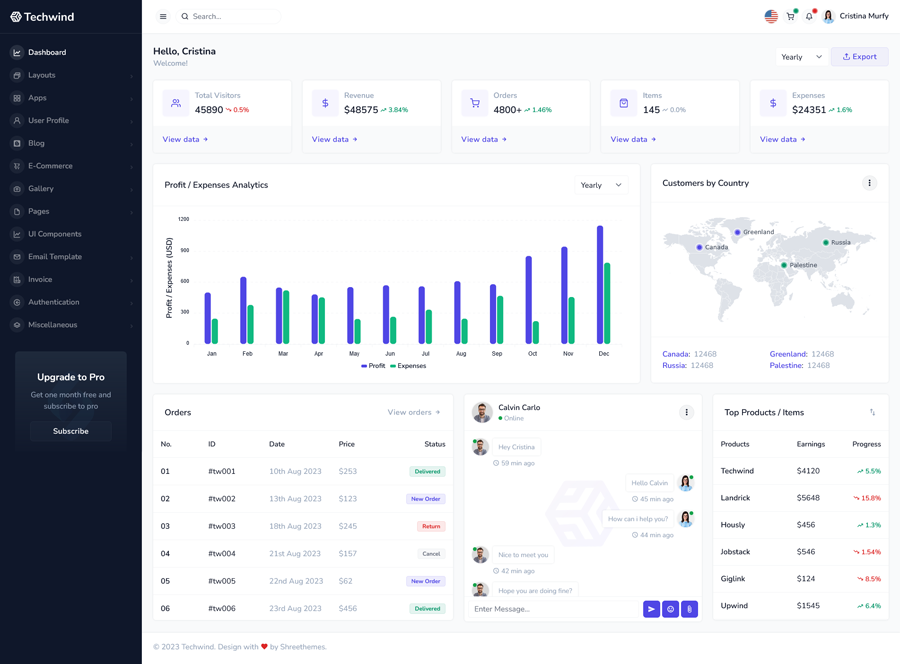 Techwind
Search...
Cristina Murfy
Dashboard
Layouts
Apps
User Profile
Blog
E-Commerce
Gallery
Pages
UI Components
Email Template
Invoice
Authentication
Miscellaneous
Upgrade to Pro
Get one month free and
subscribe to pro
Subscribe
Hello, Cristina
Welcome!
Yearly
Export
Total Visitors
45890 0.5%
View data
Revenue
$48575 3.84%
View data
Orders
4800+ 1.46%
View data
Items
145 0.0%
View data
Expenses
$24351 1.6%
View data
Profit / Expenses Analytics
Yearly
Profit / Expenses (USD)
1200
900
600
300
0
Jan Feb Mar Apr May Jun Jul Aug Sep Oct Nov Dec
Profit Expenses
Customers by Country
Greenland
Canada
Russia
Palestine
Canada: 12468 Greenland: 12468
Russia: 12468 Palestine: 12468
Orders View orders
No. ID Date Price Status
01 #tw001 10th Aug 2023 $253 Delivered
02 #tw002 13th Aug 2023 $123 New Order
03 #tw003 18th Aug 2023 $245 Return
04 #tw004 21st Aug 2023 $157 Cancel
05 #tw005 22nd Aug 2023 $62 New Order
06 #tw006 23rd Aug 2023 $456 Delivered
Calvin Carlo
Online
Hey Cristina
59 min ago
Hello Calvin
45 min ago
How can i help you?
44 min ago
Nice to meet you
42 min ago
Hope you are doing fine?
Enter Message...
Top Products / Items
Products Earnings Progress
Techwind $4120 5.5%
Landrick $5648 15.8%
Hously $456 1.3%
Jobstack $546 1.54%
Giglink $124 8.5%
Upwind $1545 6.4%
© 2023 Techwind. Design with ❤ by Shreethemes.